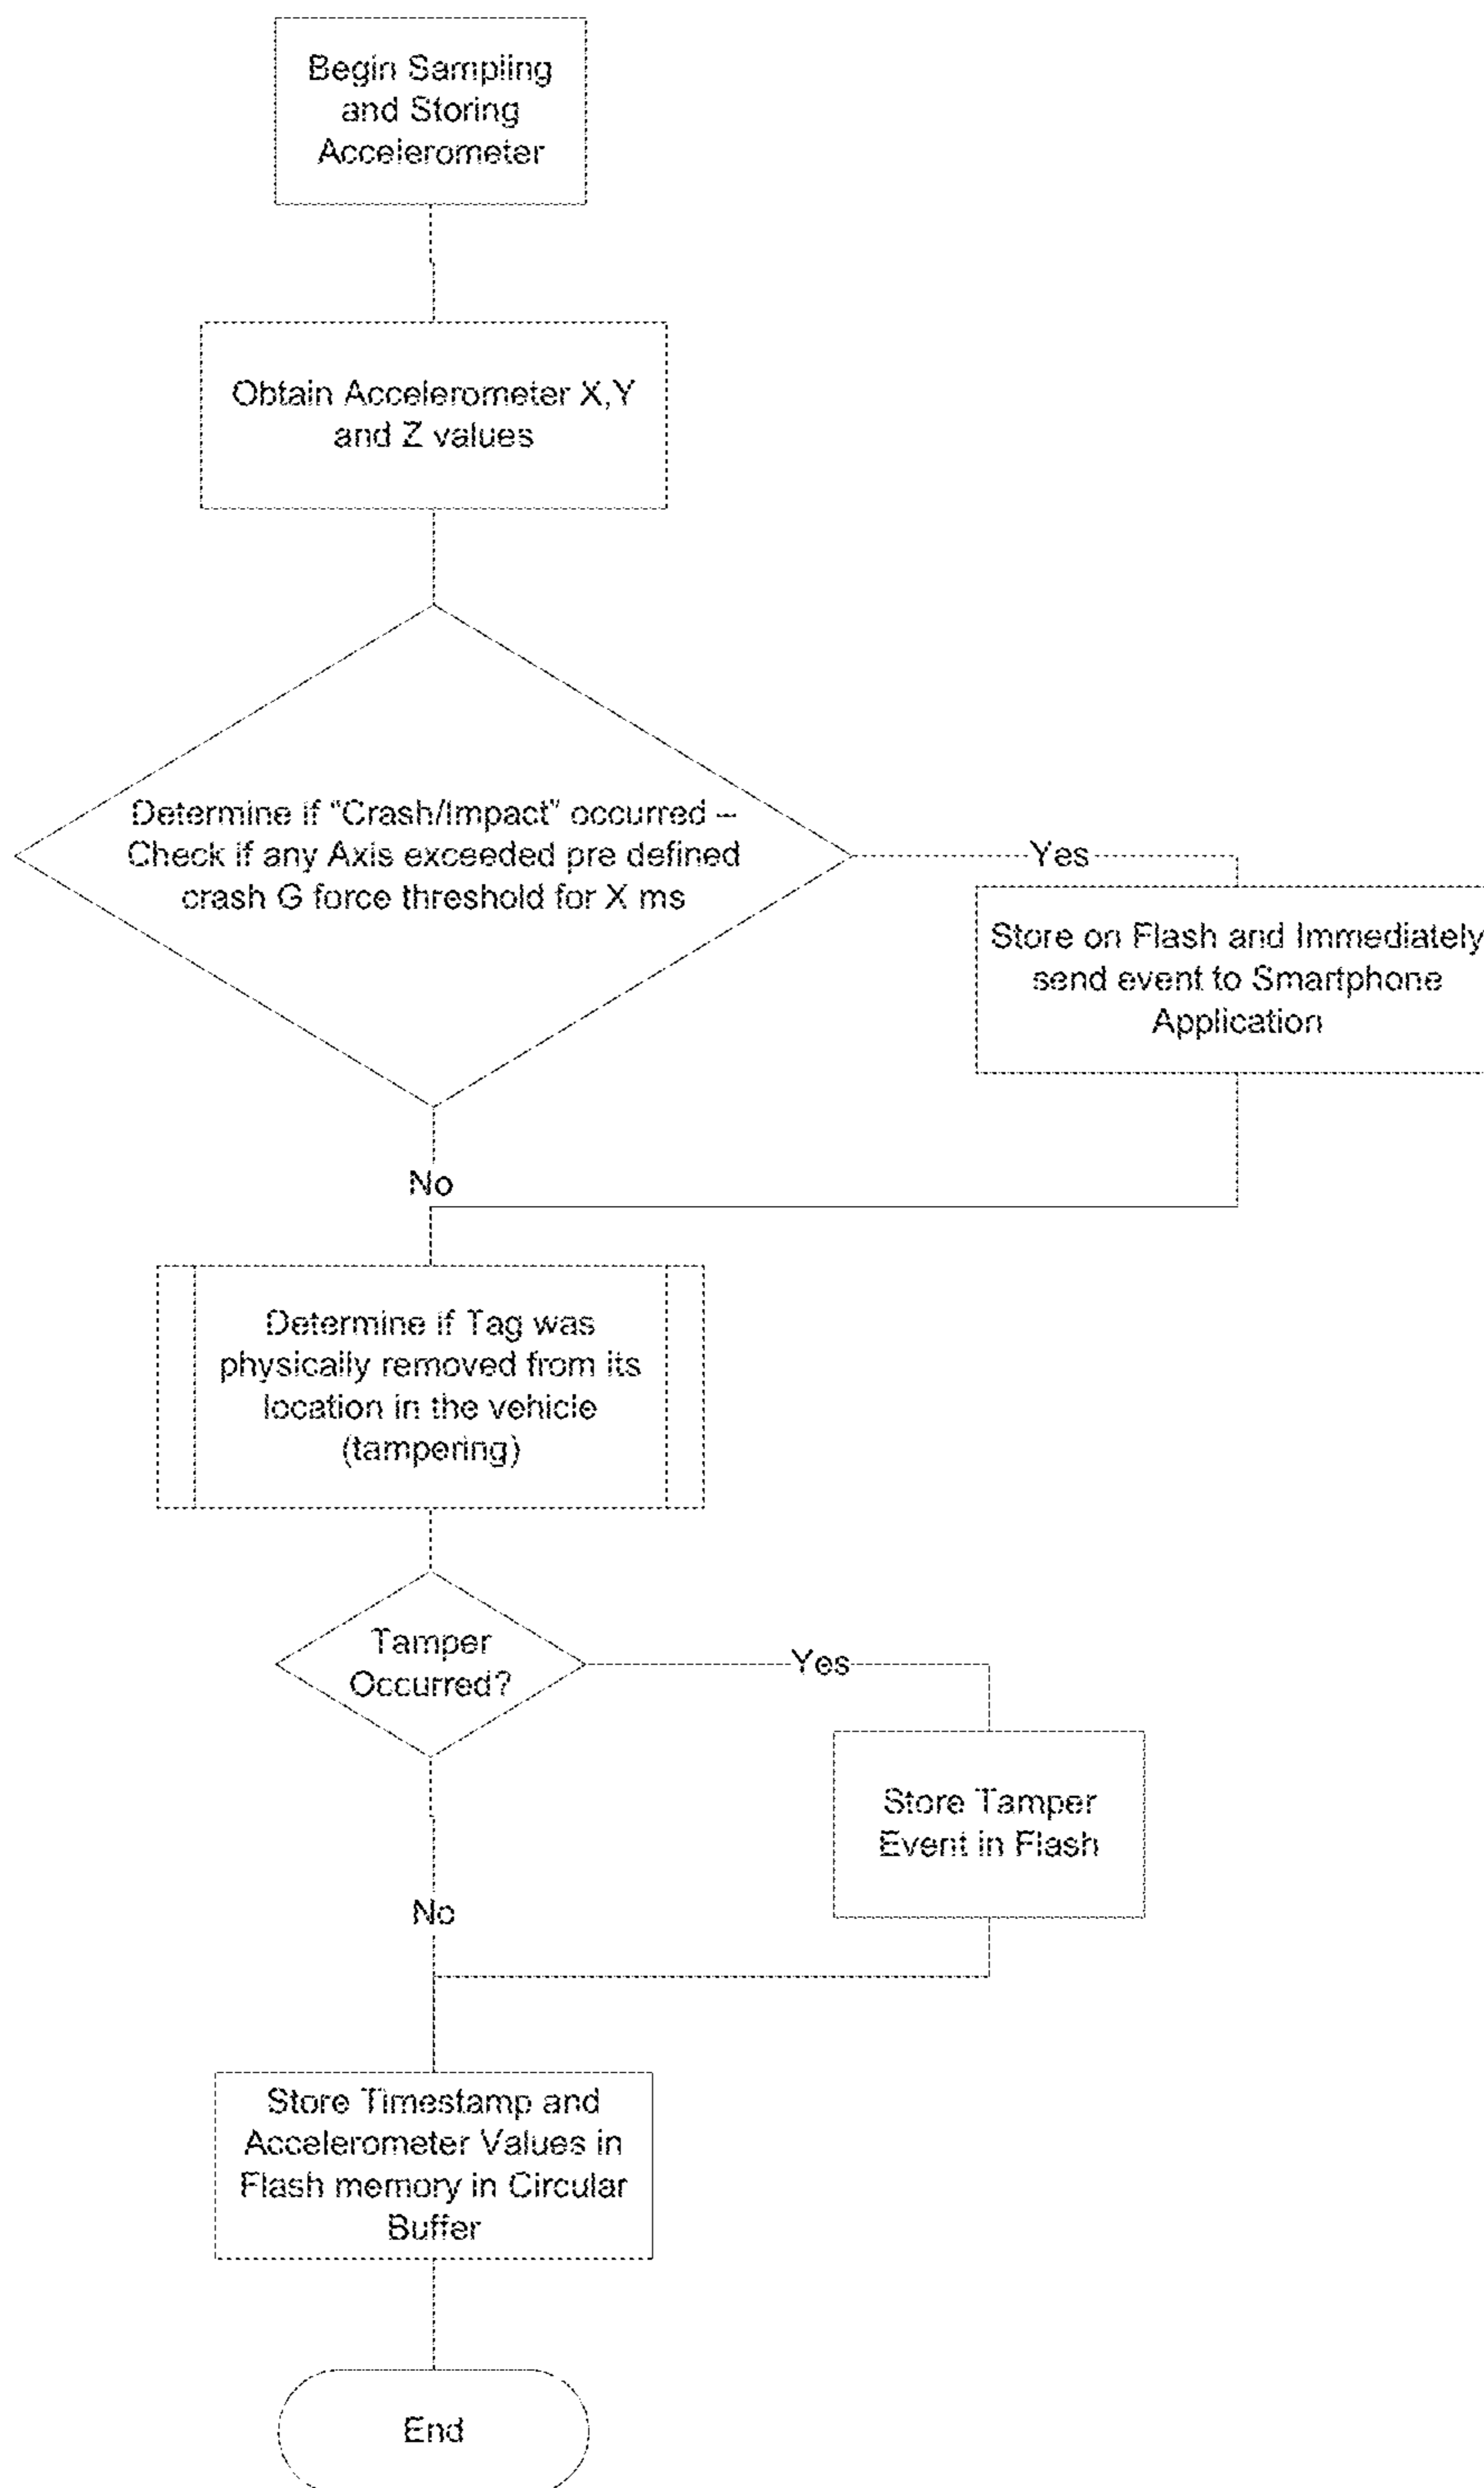 Begin Sampling
and Storing
Accelerometer
Obtain Accelerometer X,Y
and Z values
Determine if "Crash/Impact" occurred –
Check if any Axis exceeded pre defined
crash G force threshold for X ms
Yes
Store on Flash and Immediately
send event to Smartphone
Application
No
Determine if Tag was
physically removed from its
location in the vehicle
(tampering)
Tamper
Occurred?
Yes
Store Tamper
Event in Flash
No
Store Timestamp and
Accelerometer Values in
Flash memory in Circular
Buffer
End